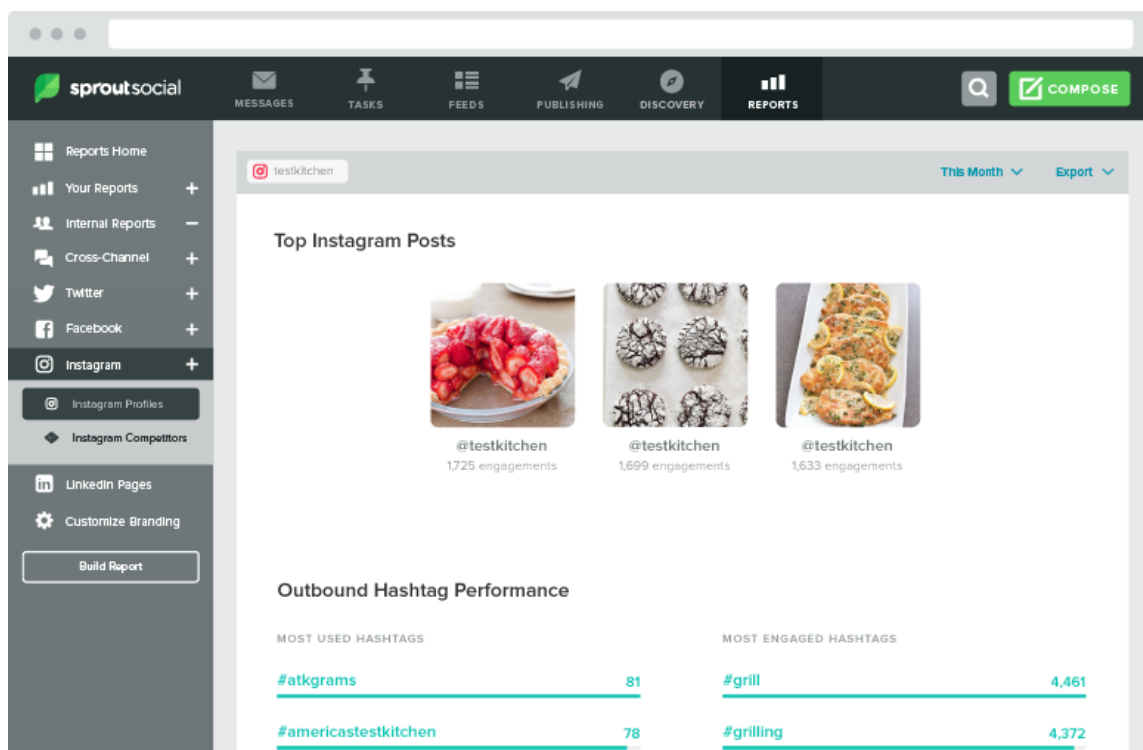 sproutsocial
MESSAGES
TASKS
FEEDS
PUBLISHING
DISCOVERY
REPORTS
COMPOSE
Reports Home
Your Reports
Internal Reports
Cross-Channel
Twitter
Facebook
Instagram
Instagram Profiles
Instagram Competitors
LinkedIn Pages
Customize Branding
Build Report
testkitchen
This Month
Export
Top Instagram Posts
@testkitchen
1,725 engagements
@testkitchen
1,699 engagements
@testkitchen
1,633 engagements
Outbound Hashtag Performance
MOST USED HASHTAGS
#atkgrams 81
#americastestkitchen 78
MOST ENGAGED HASHTAGS
#grill 4,461
#grilling 4,372